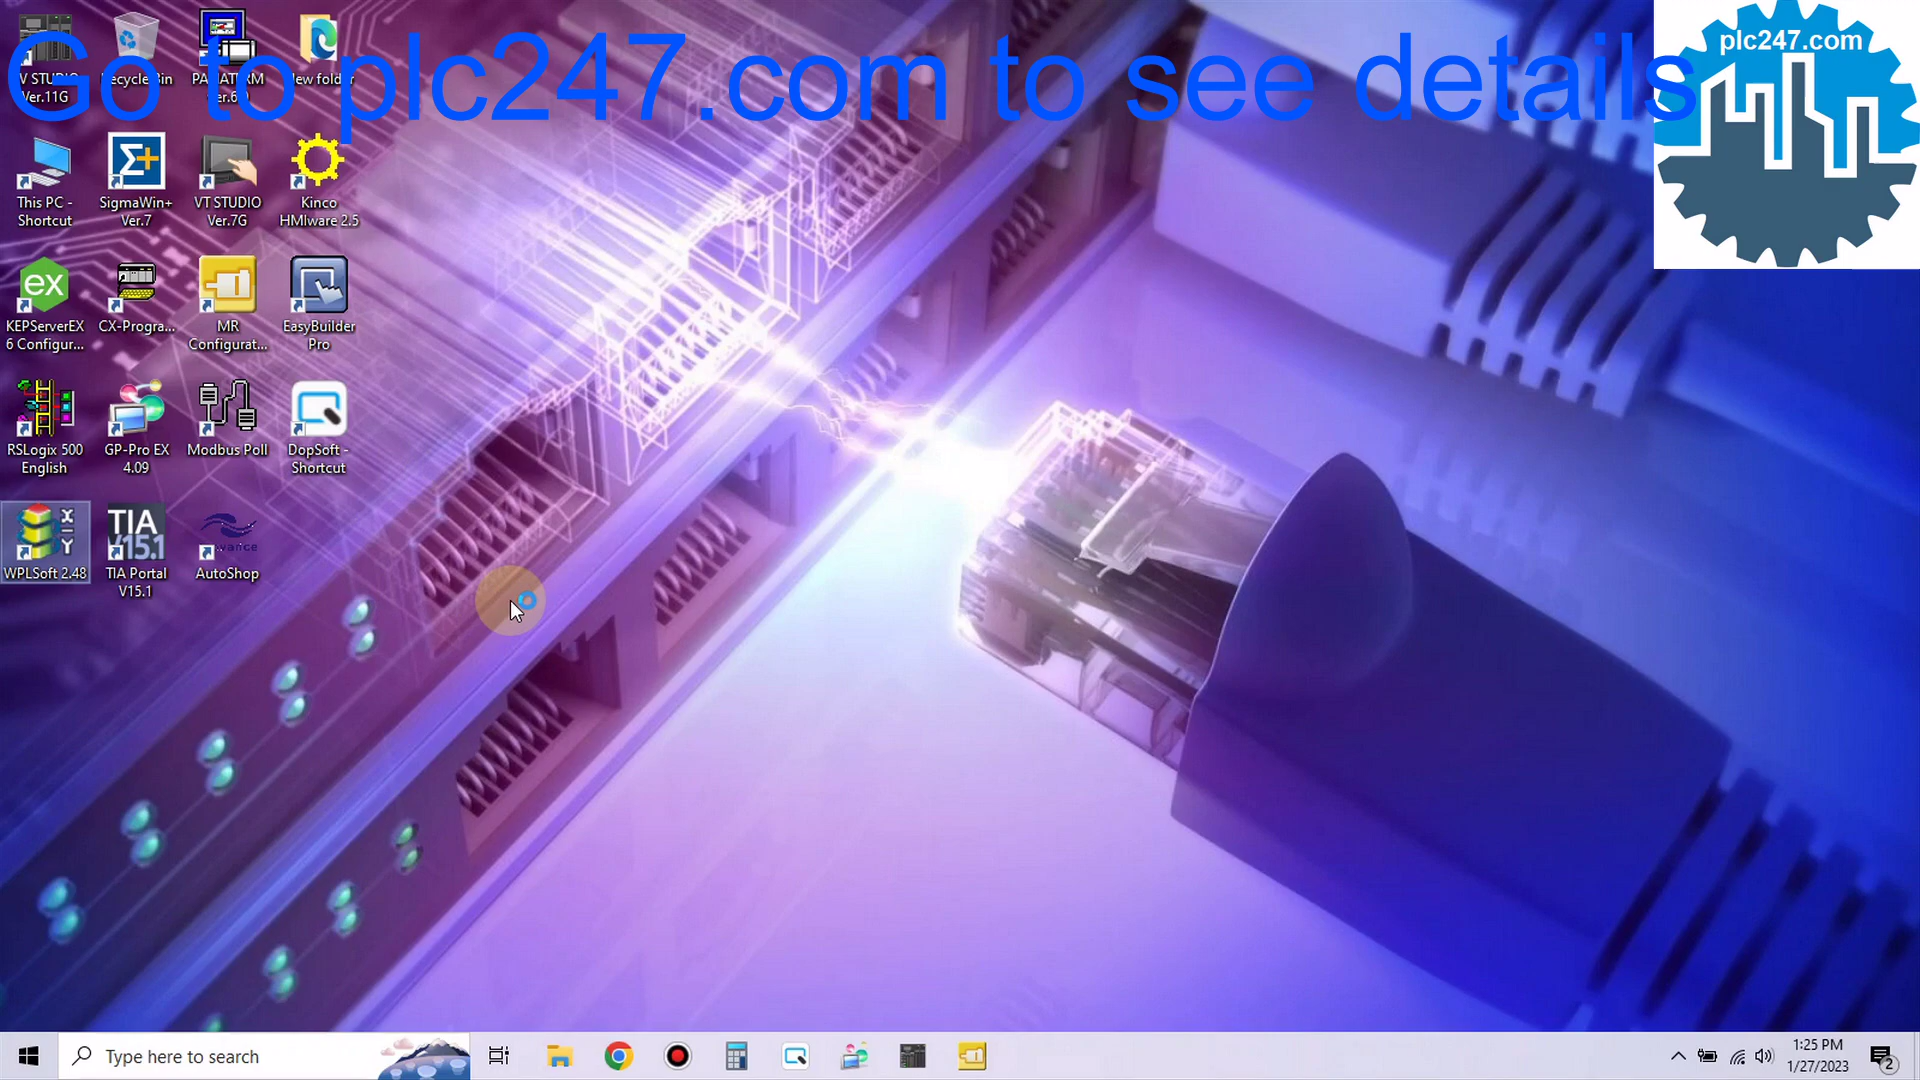 Go to plc247.com to see details
plc247.com
V STUDIO
Ver.11G
Recycle Bin
New folder
This PC -
Shortcut
SigmaWin+
Ver.7
VT STUDIO
Ver.7G
Kinco
HMIware 2.5
ex
KEPServerEX
6 Configur...
CX-Progra...
MR
Configurat...
EasyBuilder
Pro
RSLogix 500
English
GP-Pro EX
4.09
Modbus Poll
DopSoft -
Shortcut
X
Y
WPLSoft 2.48
TIA
V15.1
TIA Portal
V15.1
AutoShop
Type here to search
1:25 PM
1/27/2023
2